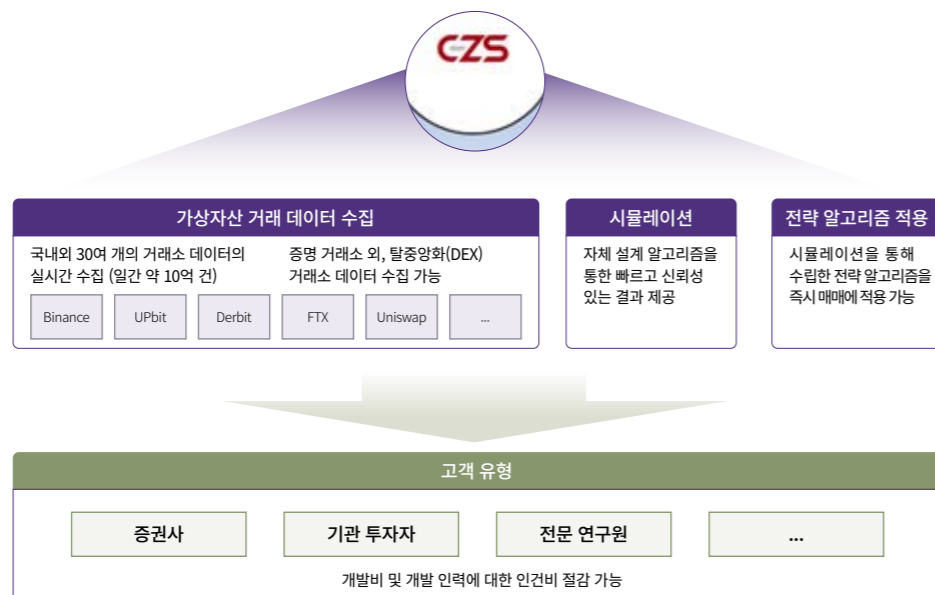 CZS
가상자산 거래 데이터 수집
국내외 30여 개의 거래소 데이터의
실시간 수집 (일간 약 10억 건)
증명 거래소 외, 탈중앙화(DEX)
거래소 데이터 수집 가능
Binance
UPbit
Derbit
FTX
Uniswap
...
시뮬레이션
자체 설계 알고리즘을
통한 빠르고 신뢰성
있는 결과 제공
전략 알고리즘 적용
시뮬레이션을 통해
수립한 전략 알고리즘을
즉시 매매에 적용 가능
고객 유형
증권사
기관 투자자
전문 연구원
...
개발비 및 개발 인력에 대한 인건비 절감 가능